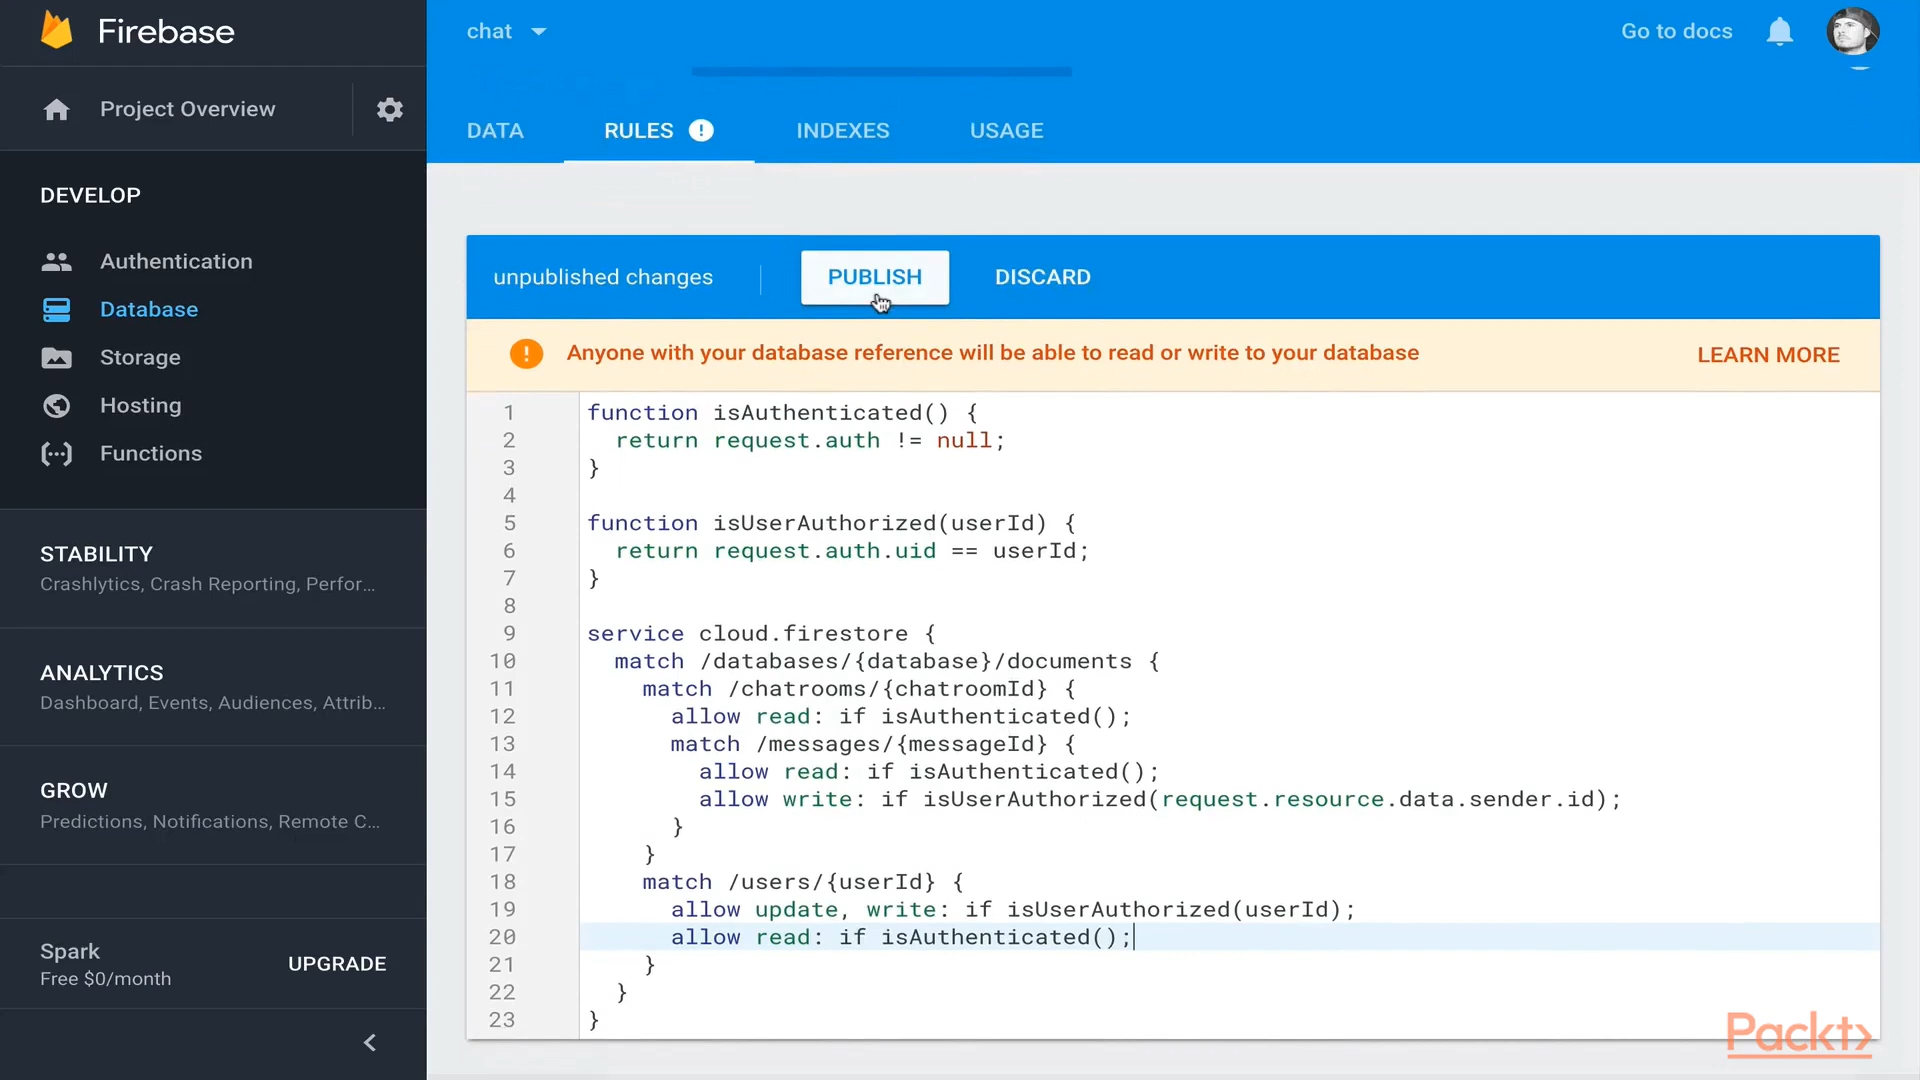 Firebase
Project Overview
DEVELOP
Authentication
Database
Storage
Hosting
Functions
STABILITY
Crashlytics, Crash Reporting, Perfor...
ANALYTICS
Dashboard, Events, Audiences, Attrib...
GROW
Predictions, Notifications, Remote C...
Spark
Free $0/month
UPGRADE
chat
Go to docs
DATA
RULES
INDEXES
USAGE
unpublished changes
PUBLISH
DISCARD
Anyone with your database reference will be able to read or write to your database
LEARN MORE
1 function isAuthenticated() {
2   return request.auth != null;
3 }
4
5 function isUserAuthorized(userId) {
6   return request.auth.uid == userId;
7 }
8
9 service cloud.firestore {
10   match /databases/{database}/documents {
11     match /chatrooms/{chatroomId} {
12       allow read: if isAuthenticated();
13       match /messages/{messageId} {
14         allow read: if isAuthenticated();
15         allow write: if isUserAuthorized(request.resource.data.sender.id);
16       }
17     }
18     match /users/{userId} {
19       allow update, write: if isUserAuthorized(userId);
20       allow read: if isAuthenticated();
21     }
22   }
23 }
Packt